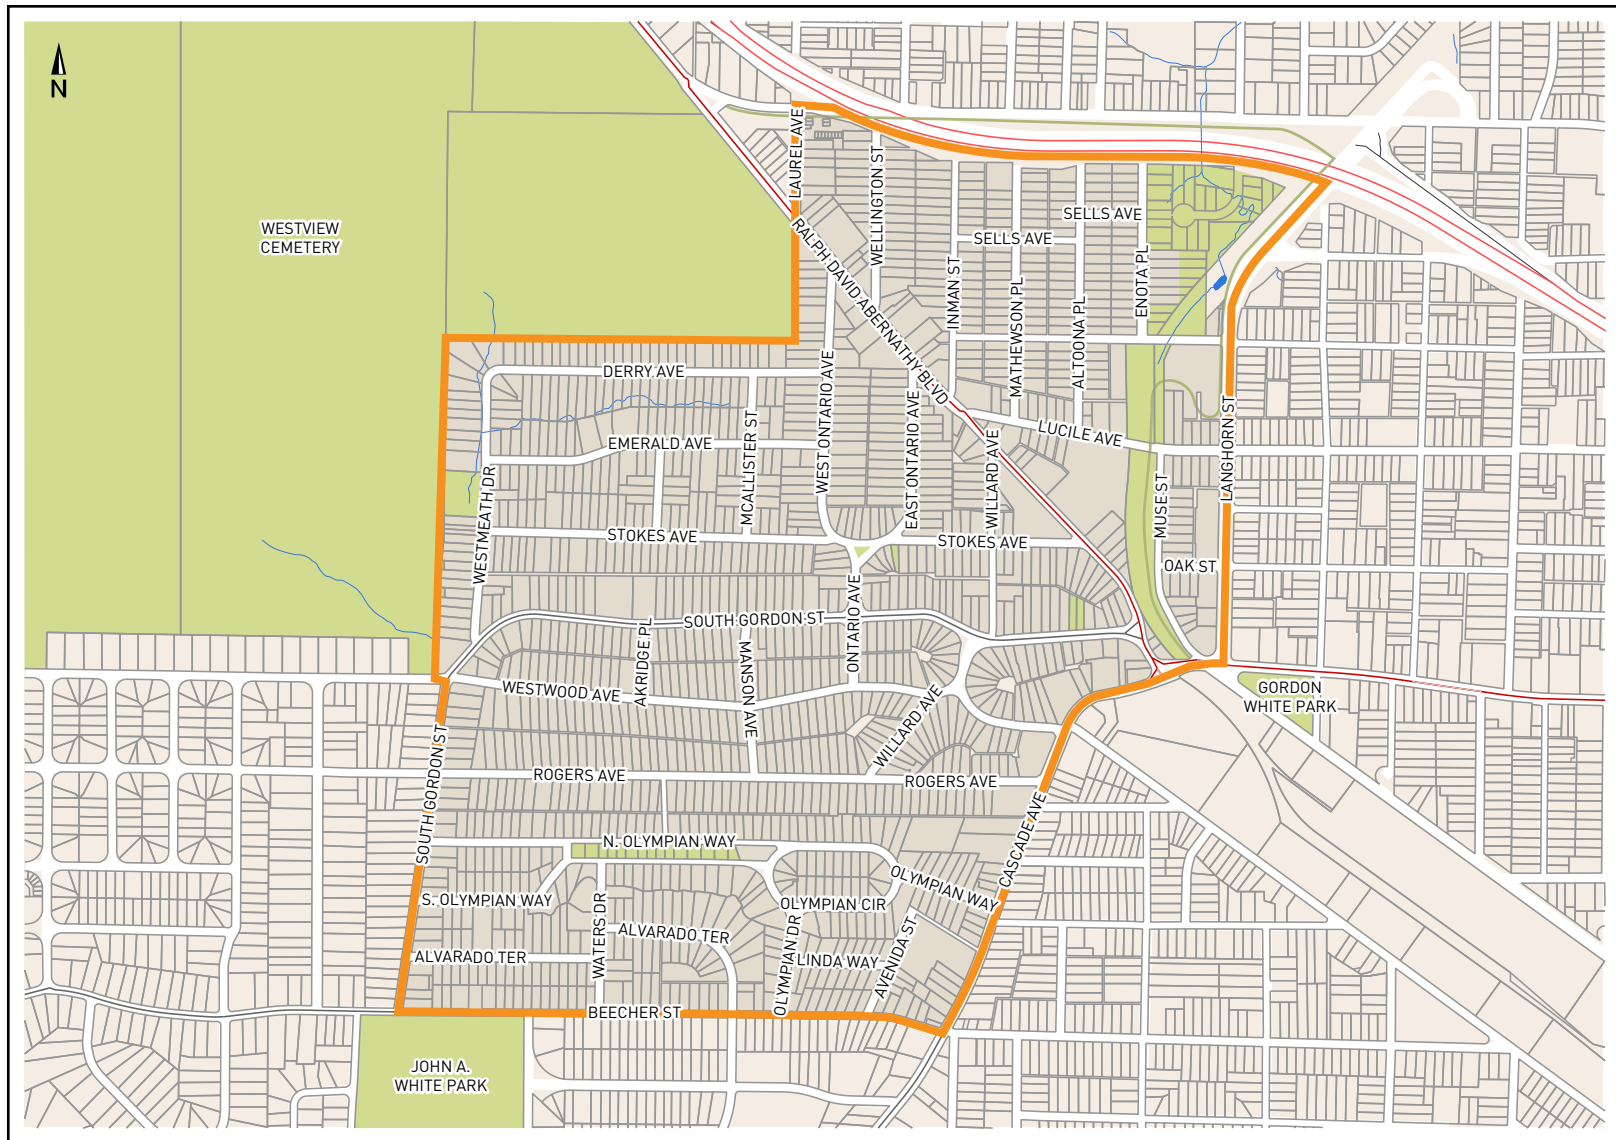 N
WESTVIEW
CEMETERY
LAUREL AVE
WELLINGTON ST
RALPH DAVID ABERNATHY BLVD
SELLS AVE
SELLS AVE
INMAN ST
MATHEWSON PL
ALTOONA PL
ENOTA PL
DERRY AVE
EMERALD AVE
MCALLISTER ST
WEST ONTARIO AVE
EAST ONTARIO AVE
WILLARD AVE
LUCILE AVE
LANGHORN ST
MUSE ST
OAK ST
WESTMEATH DR
STOKES AVE
STOKES AVE
ONTARIO AVE
SOUTH GORDON ST
AKRIDGE PL
MANSON AVE
WESTWOOD AVE
WILLARD AVE
GORDON
WHITE PARK
SOUTH GORDON ST
ROGERS AVE
ROGERS AVE
CASCADE AVE
N. OLYMPIAN WAY
OLYMPIAN WAY
S. OLYMPIAN WAY
OLYMPIAN CIR
WATERS DR
ALVARADO TER
ALVARADO TER
OLYMPIAN DR
LINDA WAY
AVENIDA ST
BEECHER ST
JOHN A.
WHITE PARK